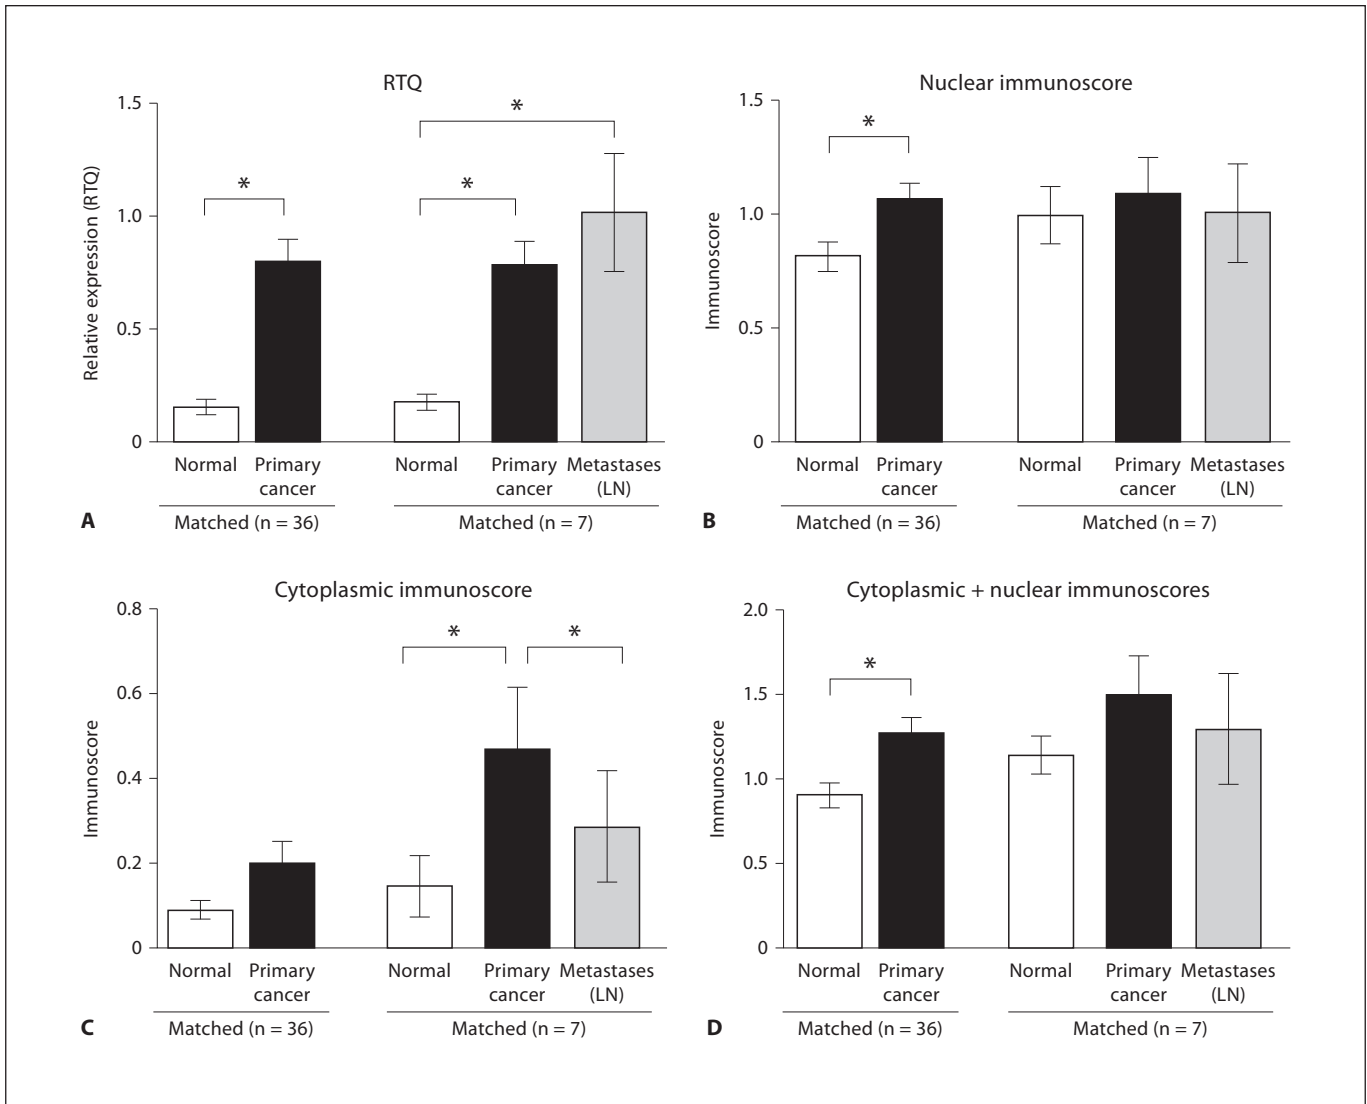 RTQ
Relative expression (RTQ)
1.5
1.0
0.5
0
*
*
*
Normal
Primary
cancer
Normal
Primary
cancer
Metastases
(LN)
A
Matched (n = 36)
Matched (n = 7)
Nuclear immunoscore
Immunoscore
1.5
1.0
0.5
0
*
Normal
Primary
cancer
Normal
Primary
cancer
Metastases
(LN)
B
Matched (n = 36)
Matched (n = 7)
Cytoplasmic immunoscore
Immunoscore
0.8
0.6
0.4
0.2
0
*
*
Normal
Primary
cancer
Normal
Primary
cancer
Metastases
(LN)
C
Matched (n = 36)
Matched (n = 7)
Cytoplasmic + nuclear immunoscores
Immunoscore
2.0
1.5
1.0
0.5
0
*
Normal
Primary
cancer
Normal
Primary
cancer
Metastases
(LN)
D
Matched (n = 36)
Matched (n = 7)